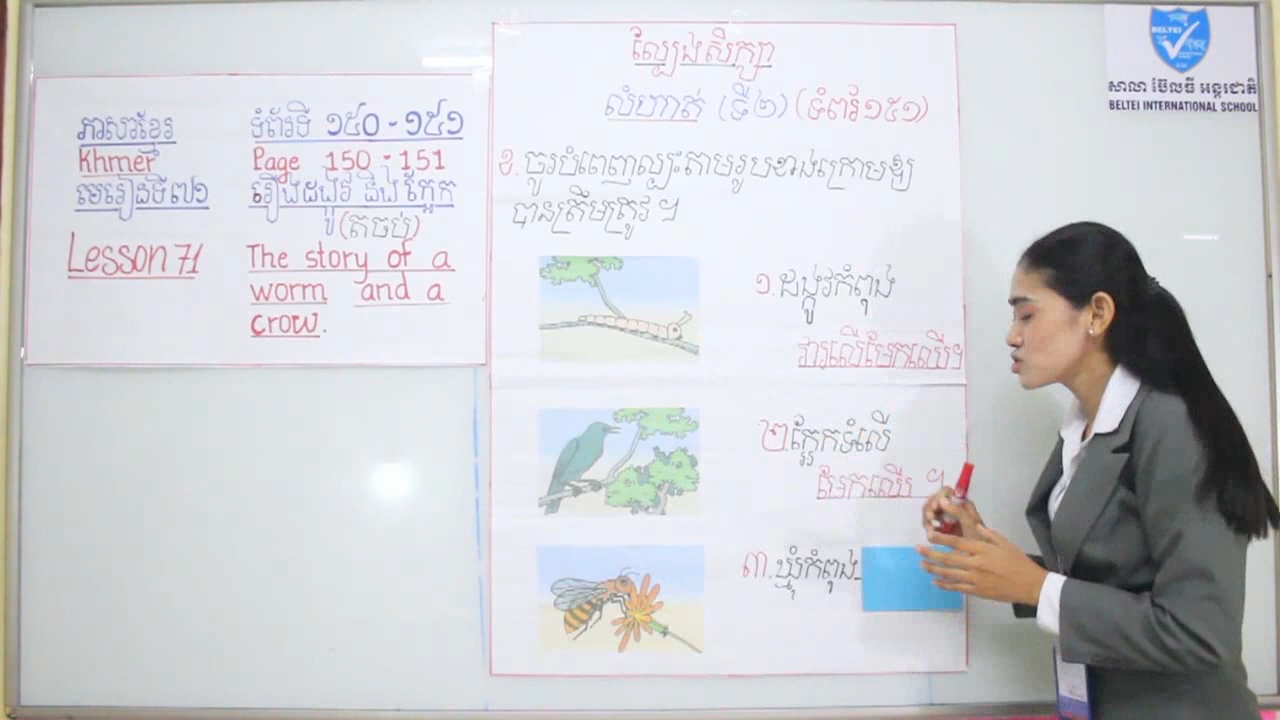 ភាសាខ្មែរ
Khmer
មេរៀនទី៧១
Lesson 71
ទំព័រទី ១៥០ - ១៥១
Page 150 - 151
រឿងដង្កូវ និង ក្អែក
(តចប់)
The story of a
worm and a
crow.
ល្បែងសិក្សា
លំហាត់ (ទី២) (ទំព័រ១៥១)
ខ. ចូរបំពេញល្បះតាមរូបខាងក្រោមឱ្យ
បានត្រឹមត្រូវ ។
១. ដង្កូវកំពុង
វារលើមែកឈើ។
២. ក្អែកទំលើ
មែកឈើ ។
៣. ឃ្មុំកំពុង
BELTEI
សាលា ប៊ែលធី អន្តរជាតិ
BELTEI INTERNATIONAL SCHOOL